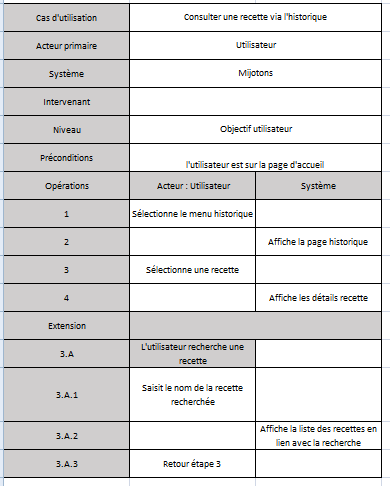 Cas d'utilisation
Consulter une recette via l'historique
Acteur primaire
Utilisateur
Système
Mijotons
Intervenant
Niveau
Objectif utilisateur
Préconditions
l'utilisateur est sur la page d'accueil
Opérations
Acteur : Utilisateur
Système
1
Sélectionne le menu historique
2
Affiche la page historique
3
Sélectionne une recette
4
Affiche les détails recette
Extension
3.A
L'utilisateur recherche une
recette
3.A.1
Saisit le nom de la recette
recherchée
3.A.2
Affiche la liste des recettes en
lien avec la recherche
3.A.3
Retour étape 3